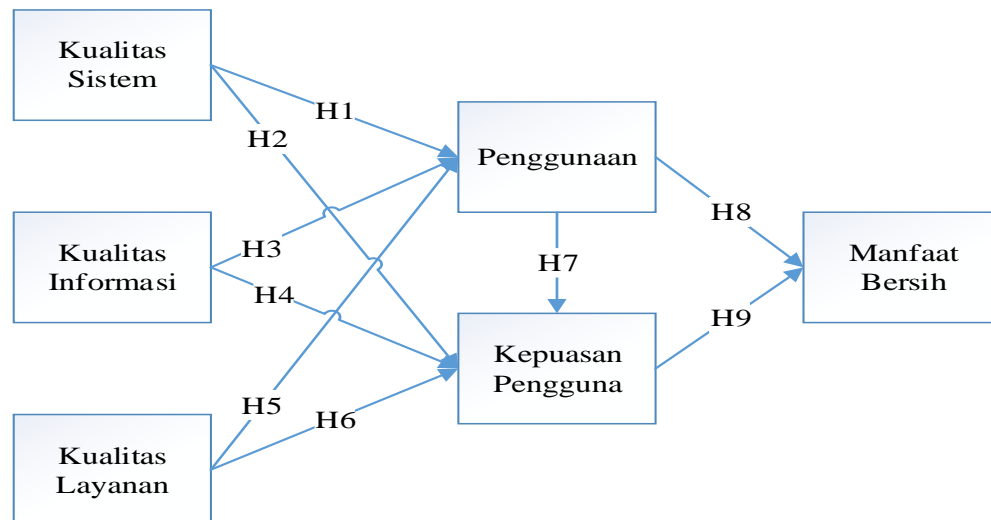 Kualitas
Sistem
H1
H2
Penggunaan
H8
Kualitas
Informasi
H3
H4
H7
Manfaat
Bersih
H9
Kepuasan
Pengguna
H5
H6
Kualitas
Layanan